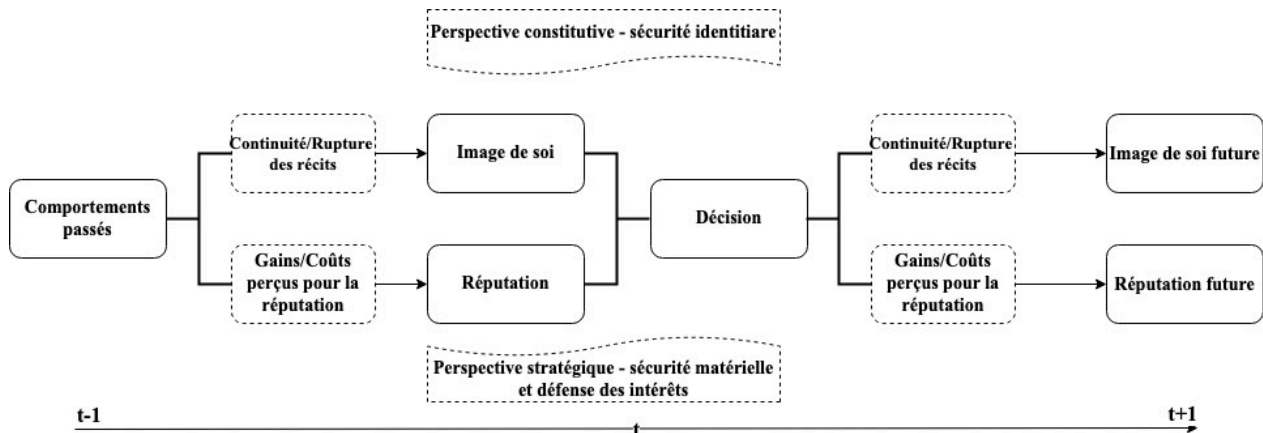 Perspective constitutive - sécurité identitiare
Continuité/Rupture
des récits
Image de soi
Continuité/Rupture
des récits
Image de soi future
Comportements
passés
Décision
Gains/Coûts
perçus pour la
réputation
Réputation
Gains/Coûts
perçus pour la
réputation
Réputation future
Perspective stratégique - sécurité matérielle
et défense des intérêts
t-1
t
t+1